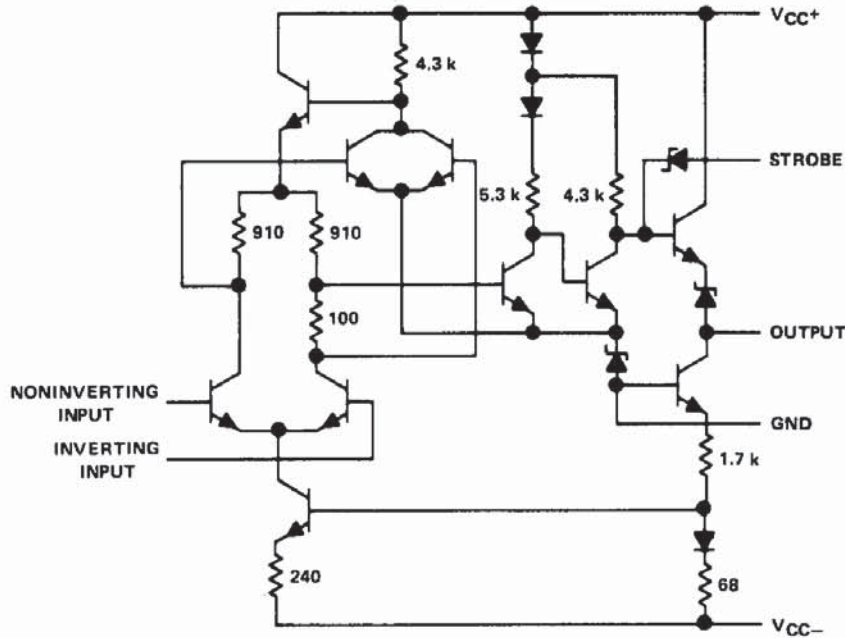 VCC+
4.3 k
STROBE
5.3 k
4.3 k
910
910
100
OUTPUT
NONINVERTING
INPUT
GND
INVERTING
INPUT
1.7 k
240
68
VCC−